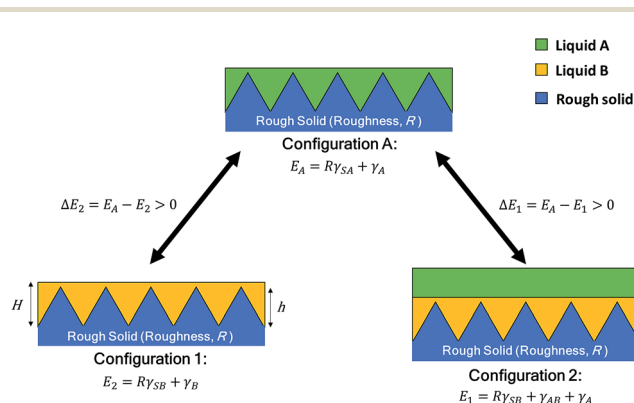 Liquid A
Liquid B
Rough solid
Rough Solid (Roughness, R )
Configuration A:
E_A = Rγ_SA + γ_A
ΔE_2 = E_A − E_2 > 0
ΔE_1 = E_A − E_1 > 0
H
h
Rough Solid (Roughness, R )
Configuration 1:
E_2 = Rγ_SB + γ_B
Rough Solid (Roughness, R )
Configuration 2:
E_1 = Rγ_SB + γ_AB + γ_A